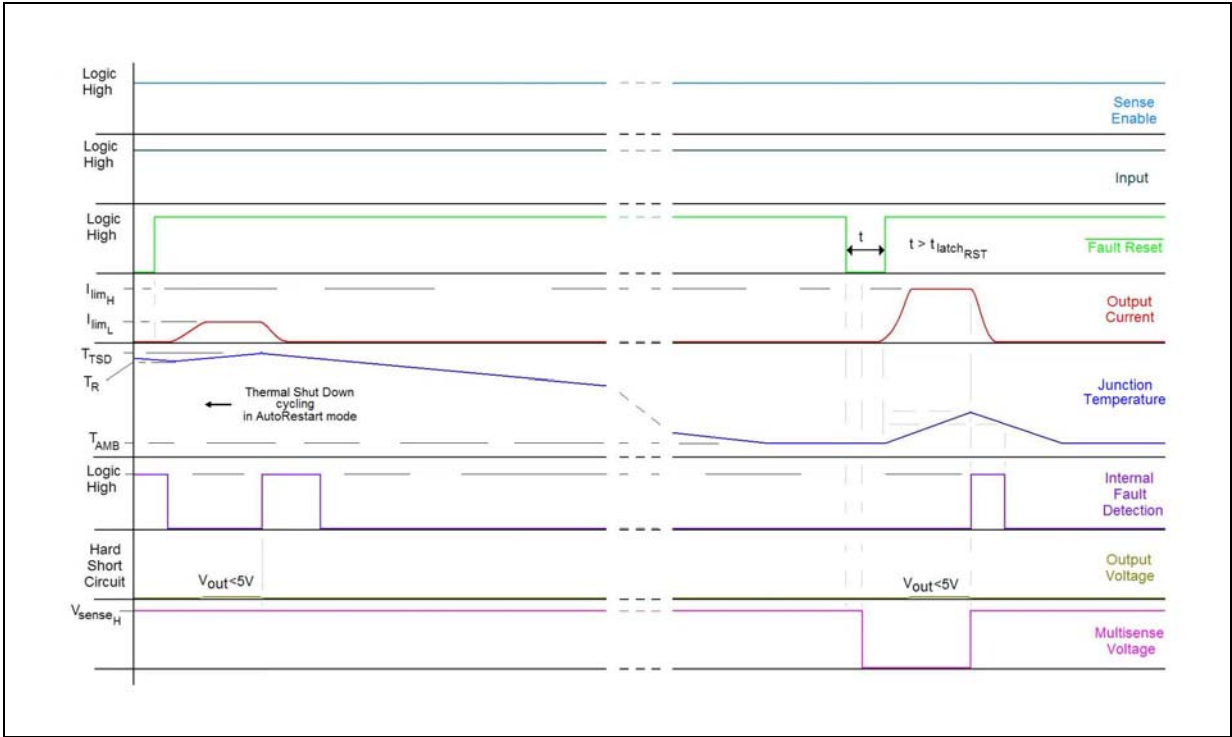 Logic
High
Sense
Enable
Logic
High
Input
Logic
High
t
t > tlatchRST
Fault Reset
IlimH
IlimL
Output
Current
TTSD
TR
Thermal Shut Down
cycling
in AutoRestart mode
Junction
Temperature
TAMB
Logic
High
Internal
Fault
Detection
Hard
Short
Circuit
Vout<5V
Vout<5V
Output
Voltage
VsenseH
Multisense
Voltage